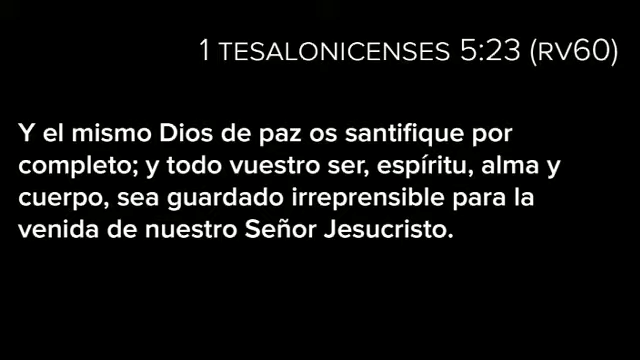 1 TESALONICENSES 5:23 (RV60)
Y el mismo Dios de paz os santifique por
completo; y todo vuestro ser, espíritu, alma y
cuerpo, sea guardado irreprensible para la
venida de nuestro Señor Jesucristo.